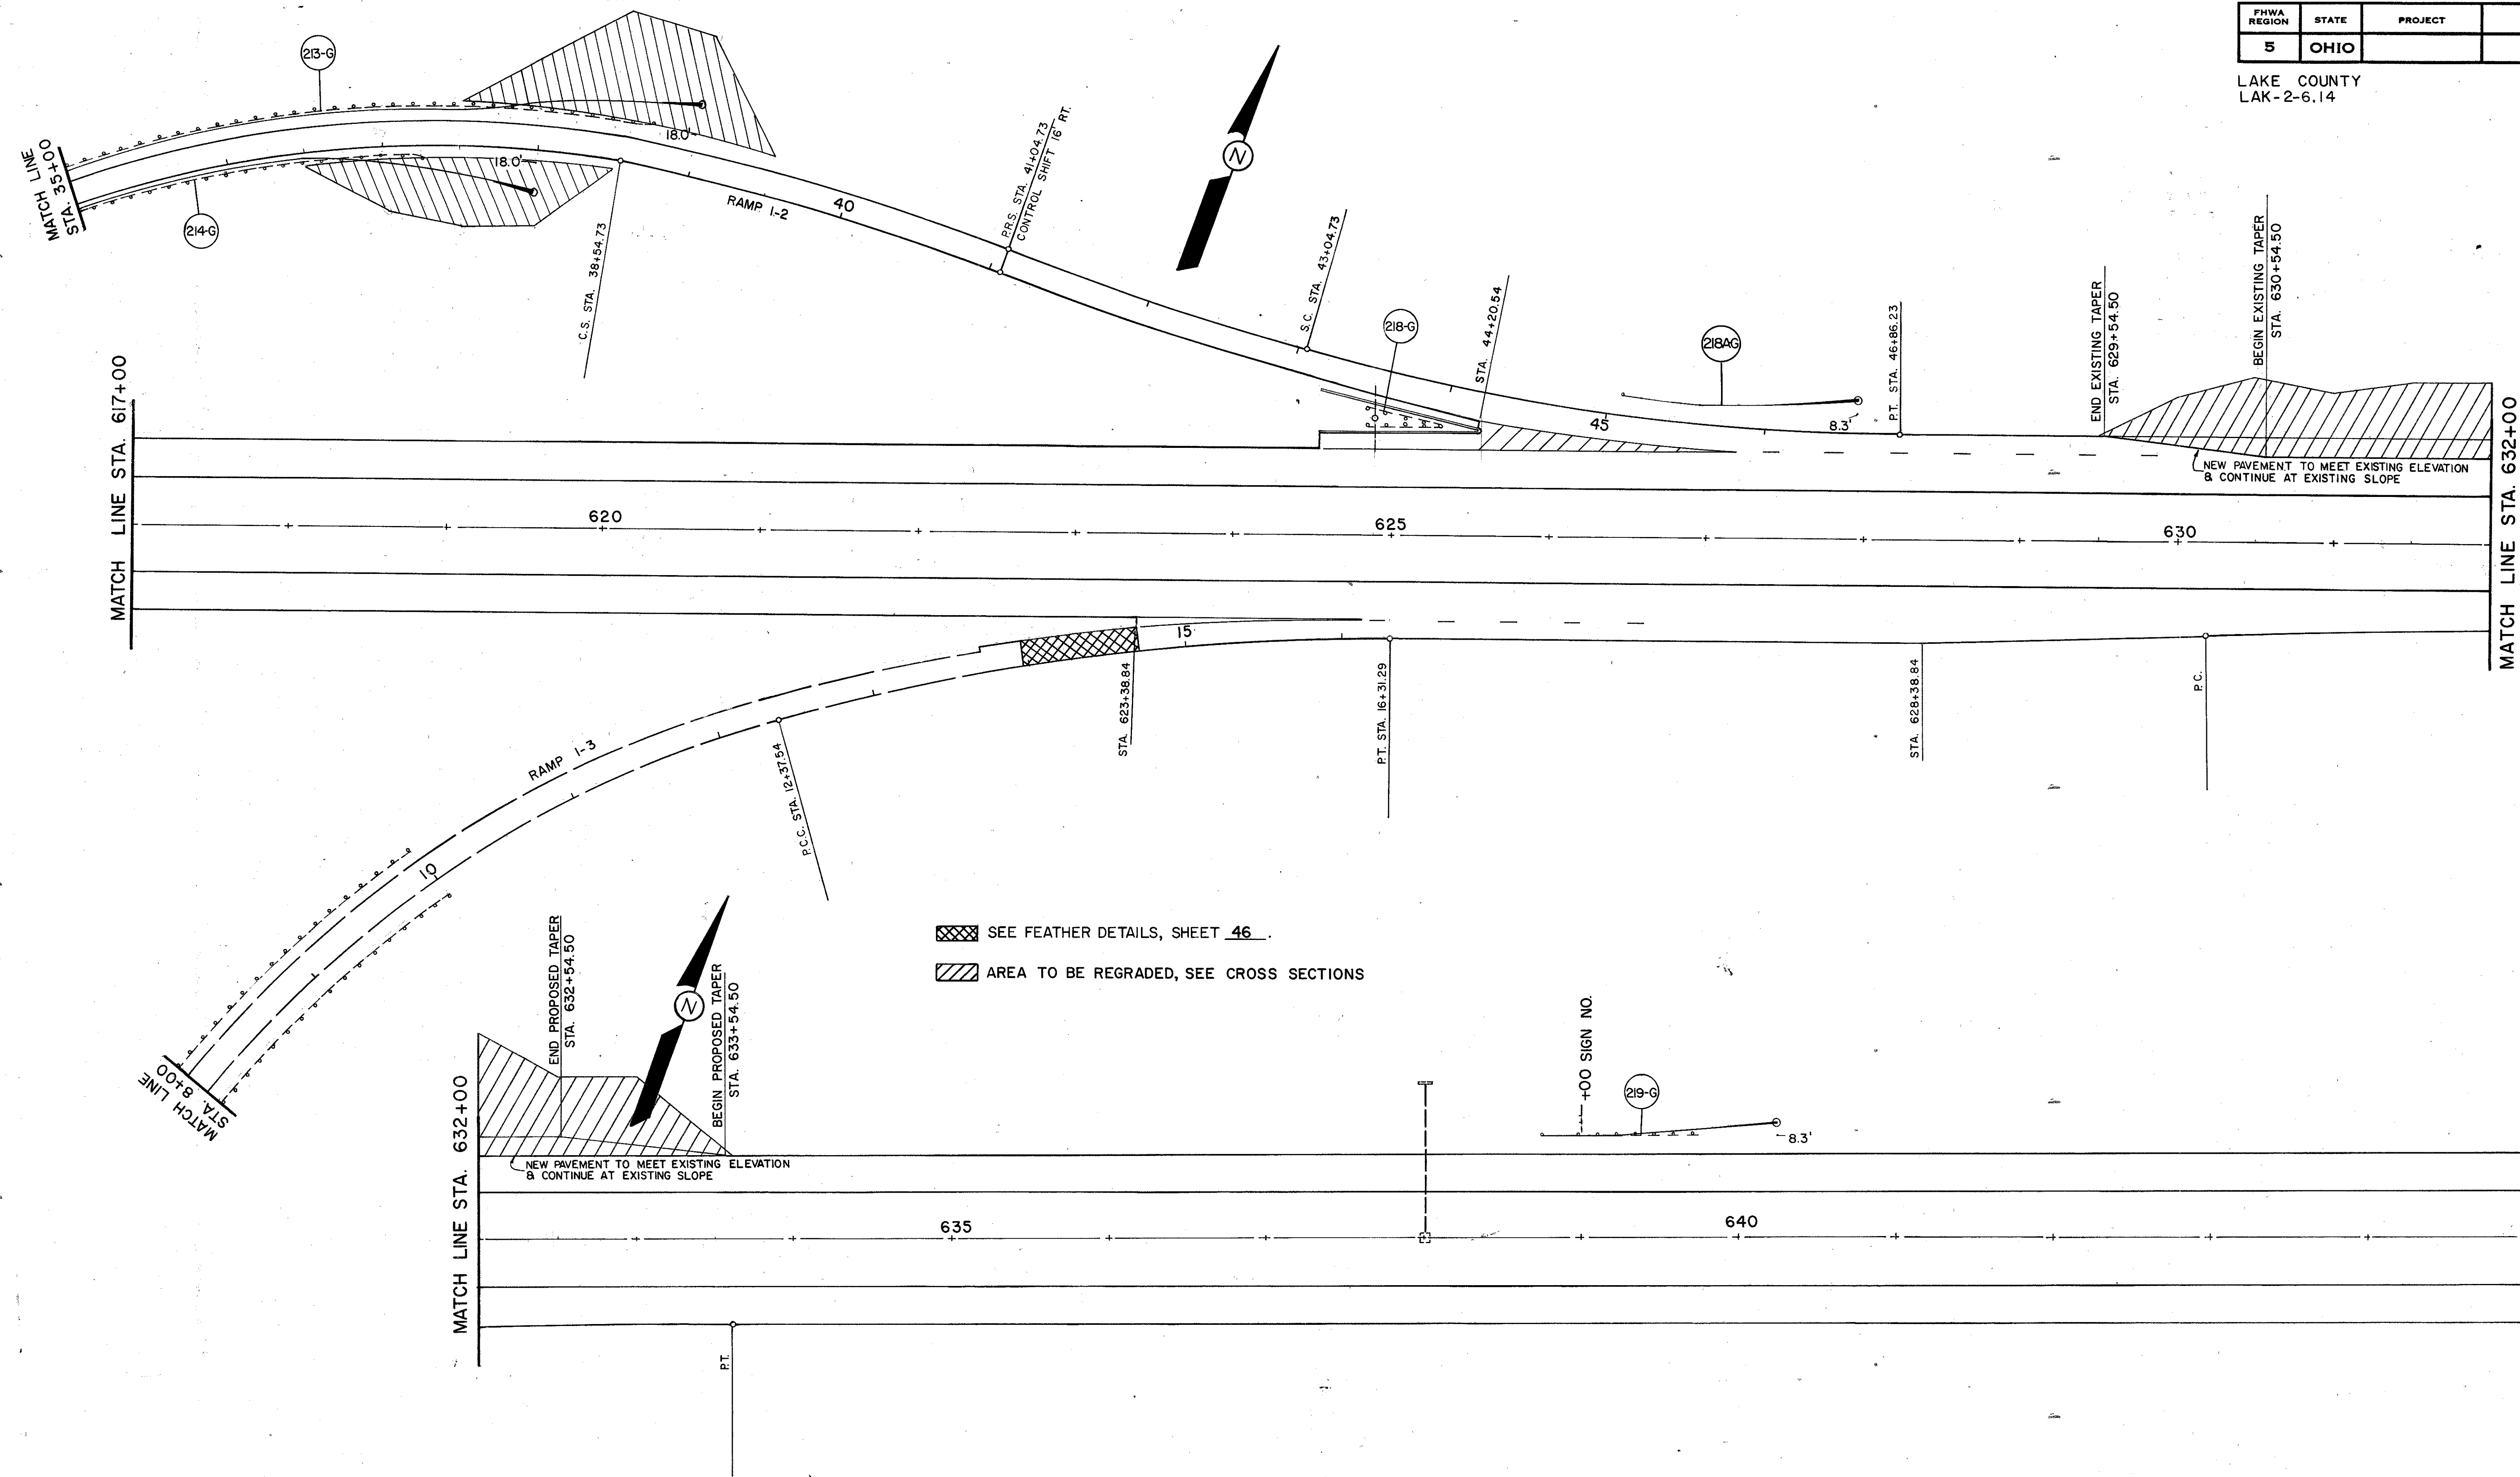 FHWA REGION
STATE
PROJECT
5
OHIO
LAKE COUNTY
LAK-2-6.14
213-G
18.0'
MATCH LINE
STA. 35+00
18.0'
214-G
RAMP 1-2
40
C.S. STA. 38+54.73
P.R.S. STA. 41+04.73
CONTROL SHIFT 16' RT.
N
S.C. STA. 43+04.73
218-G
STA. 44+20.54
218AG
45
8.3'
P.T. STA. 46+86.23
END EXISTING TAPER
STA. 629+54.50
BEGIN EXISTING TAPER
STA. 630+54.50
NEW PAVEMENT TO MEET EXISTING ELEVATION
& CONTINUE AT EXISTING SLOPE
MATCH LINE STA. 617+00
620
625
630
MATCH LINE STA. 632+00
15
STA. 623+38.84
P.T. STA. 16+31.29
STA. 628+38.84
P.C.
RAMP 1-3
P.C.C. STA. 12+37.54
10
MATCH LINE
STA. 8+00
SEE FEATHER DETAILS, SHEET 46.
AREA TO BE REGRADED, SEE CROSS SECTIONS
END PROPOSED TAPER
STA. 632+54.50
N
BEGIN PROPOSED TAPER
STA. 633+54.50
+00 SIGN NO.
219-G
8.3'
NEW PAVEMENT TO MEET EXISTING ELEVATION
& CONTINUE AT EXISTING SLOPE
MATCH LINE STA. 632+00
635
640
P.T.